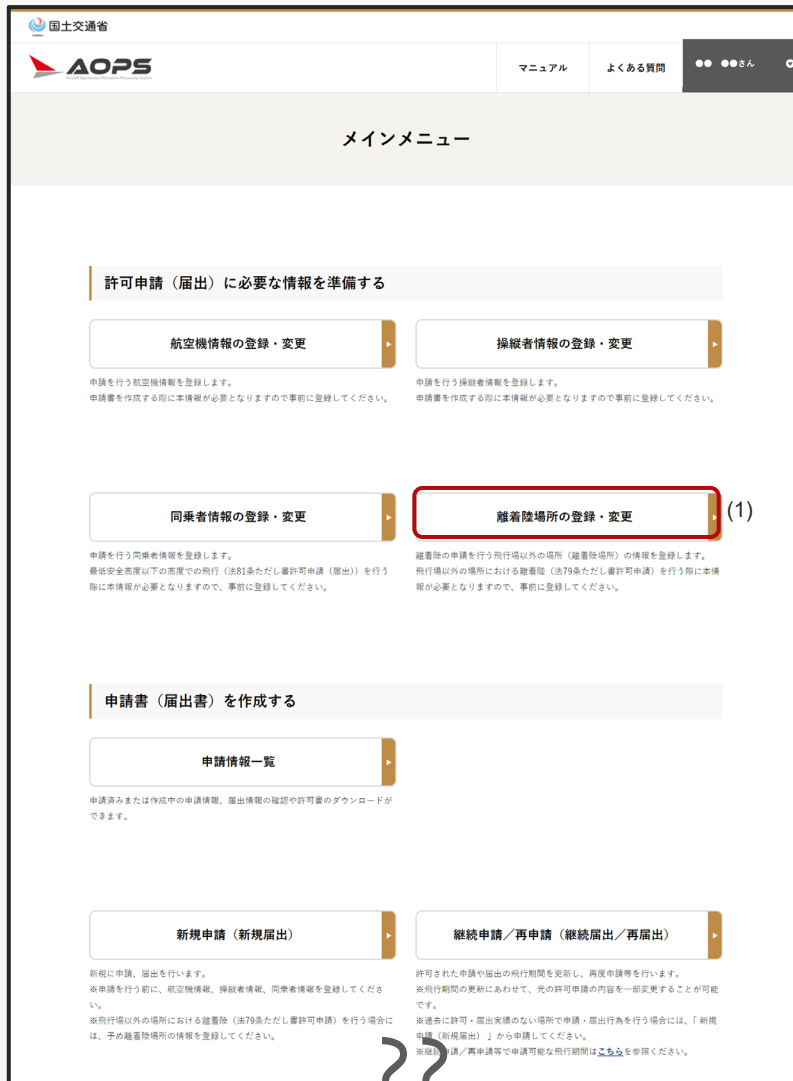 国土交通省
AOPS
マニュアル
よくある質問
●● ●●さん
メインメニュー
許可申請（届出）に必要な情報を準備する
航空機情報の登録・変更
操縦者情報の登録・変更
申請を行う航空機情報を登録します。
申請書を作成する際に本情報が必要となりますので事前に登録してください。
申請を行う操縦者情報を登録します。
申請書を作成する際に本情報が必要となりますので事前に登録してください。
同乗者情報の登録・変更
離着陸場所の登録・変更
(1)
申請を行う同乗者情報を登録します。
最低安全高度以下の高度での飛行（法81条ただし書許可申請（届出））を行う
際に本情報が必要となりますので、事前に登録してください。
離着陸の申請を行う飛行場以外の場所（離着陸場所）の情報を登録します。
飛行場以外の場所における離着陸（法79条ただし書許可申請）を行う際に本情
報が必要となりますので、事前に登録してください。
申請書（届出書）を作成する
申請情報一覧
申請済みまたは作成中の申請情報、届出情報の確認や許可書のダウンロードが
できます。
新規申請（新規届出）
継続申請／再申請（継続届出／再届出）
新規に申請、届出を行います。
※申請を行う前に、航空機情報、操縦者情報、同乗者情報を登録してくださ
い。
※飛行場以外の場所における離着陸（法79条ただし書許可申請）を行う場合に
は、予め離着陸場所の情報を登録してください。
許可された申請や届出の飛行期間を更新し、再度申請等を行います。
※飛行期間の更新にあわせて、元の許可申請の内容を一部変更することが可能
です。
※過去に許可・届出実績のない場所で申請・届出行為を行う場合には、「 新規
申請（新規届出） 」から申請してください。
※継続申請／再申請等で申請可能な飛行期間はこちらを参照ください。